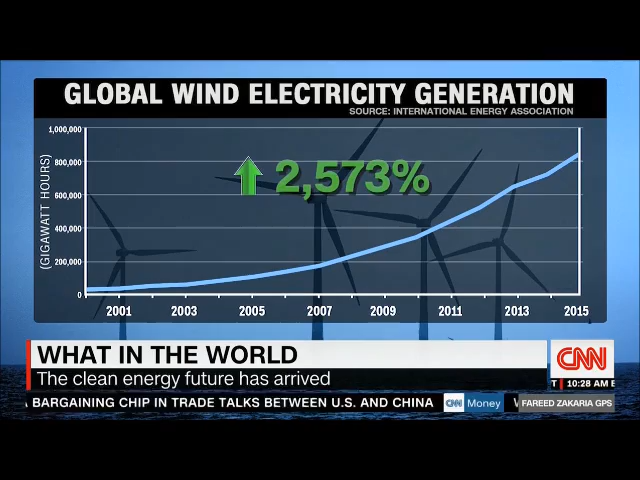 GLOBAL WIND ELECTRICITY GENERATION
SOURCE: INTERNATIONAL ENERGY ASSOCIATION
(GIGAWATT HOURS)
1,000,000
800,000
600,000
400,000
200,000
0
2,573%
2001 2003 2005 2007 2009 2011 2013 2015
WHAT IN THE WORLD
The clean energy future has arrived
CNN
T 10:28 AM E
BARGAINING CHIP IN TRADE TALKS BETWEEN U.S. AND CHINA
CNN Money
FAREED ZAKARIA GPS